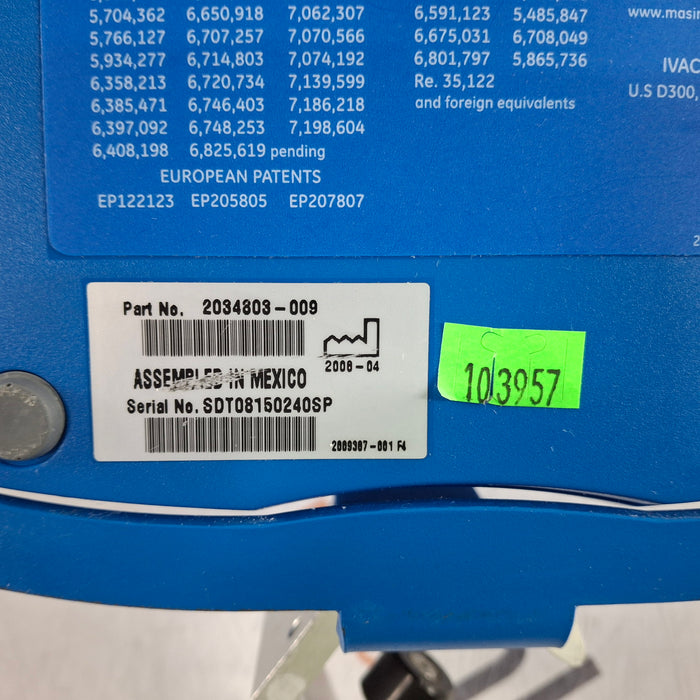 5,704,362 6,650,918 7,062,307
5,766,127 6,707,257 7,070,566
5,934,277 6,714,803 7,074,192
6,358,213 6,720,734 7,139,599
6,385,471 6,746,403 7,186,218
6,397,092 6,748,253 7,198,604
6,408,198 6,825,619 pending
EUROPEAN PATENTS
EP122123 EP205805 EP207807
6,591,123 5,485,847
6,675,031 6,708,049
6,801,797 5,865,736
Re. 35,122
and foreign equivalents
www.masim
IVAC
U.S D300,
2
Part No. 2034803-009
2008-04
ASSEMBLED IN MEXICO
Serial No. SDT08150240SP
2009307-001 F4
103957